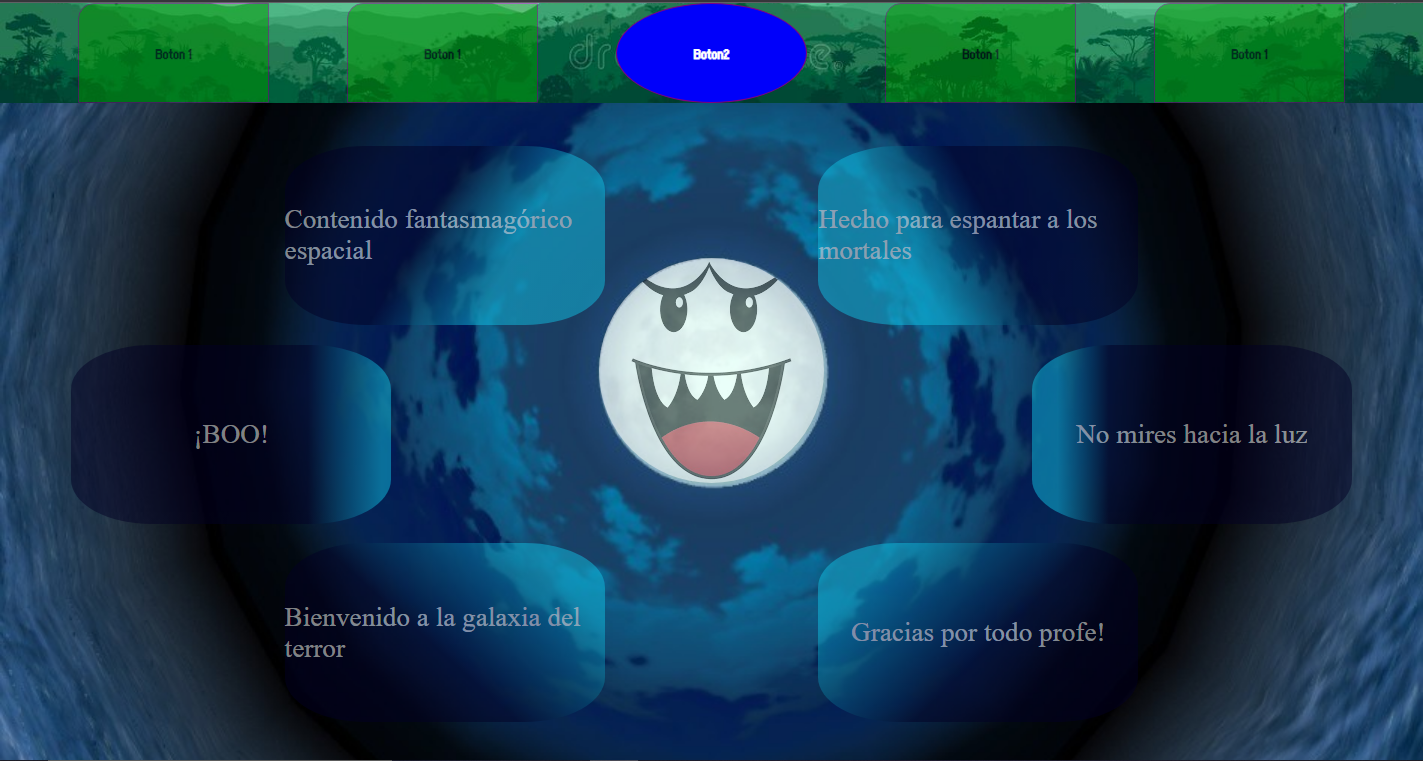 Boton 1
Boton 1
Boton2
Boton 1
Boton 1
Contenido fantasmagórico
espacial
Hecho para espantar a los
mortales
¡BOO!
No mires hacia la luz
Bienvenido a la galaxia del
terror
Gracias por todo profe!